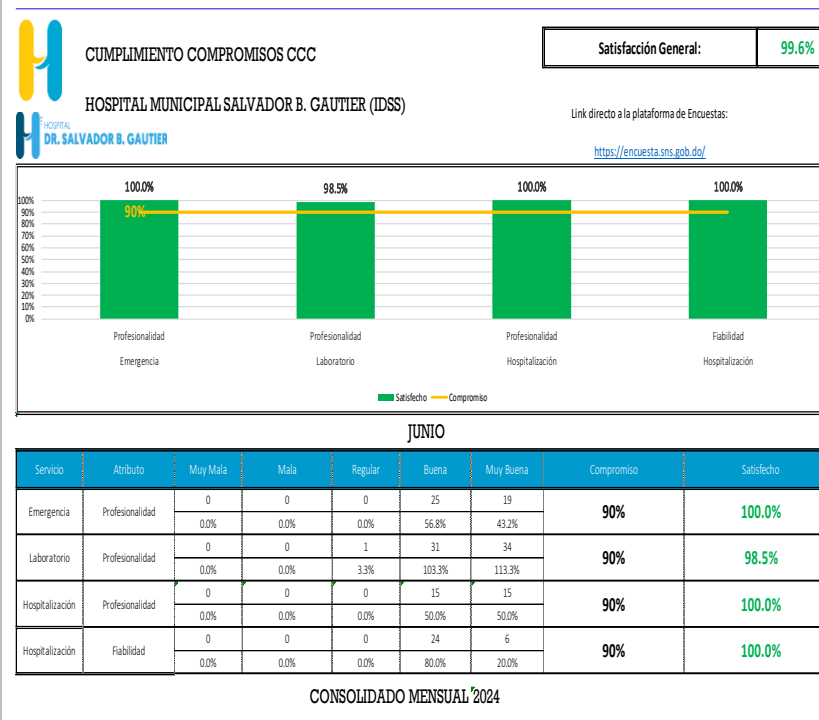 CUMPLIMIENTO COMPROMISOS CCC
Satisfacción General: 99.6%
HOSPITAL MUNICIPAL SALVADOR B. GAUTIER (IDSS)
Link directo a la plataforma de Encuestas:
HOSPITAL
DR. SALVADOR B. GAUTIER
https://encuesta.sns.gob.do/
100.0% 98.5% 100.0% 100.0%
100%
90% 90%
80%
70%
60%
50%
40%
30%
20%
10%
0%
Profesionalidad Profesionalidad Profesionalidad Fiabilidad
Emergencia Laboratorio Hospitalización Hospitalización
Satisfecho Compromiso
JUNIO
Servicio Atributo Muy Mala Mala Regular Buena Muy Buena Compromiso Satisfecho
Emergencia Profesionalidad 0 0 0 25 19 90% 100.0%
0.0% 0.0% 0.0% 56.8% 43.2%
Laboratorio Profesionalidad 0 0 1 31 34 90% 98.5%
0.0% 0.0% 3.3% 103.3% 113.3%
Hospitalización Profesionalidad 0 0 0 15 15 90% 100.0%
0.0% 0.0% 0.0% 50.0% 50.0%
Hospitalización Fiabilidad 0 0 0 24 6 90% 100.0%
0.0% 0.0% 0.0% 80.0% 20.0%
CONSOLIDADO MENSUAL 2024